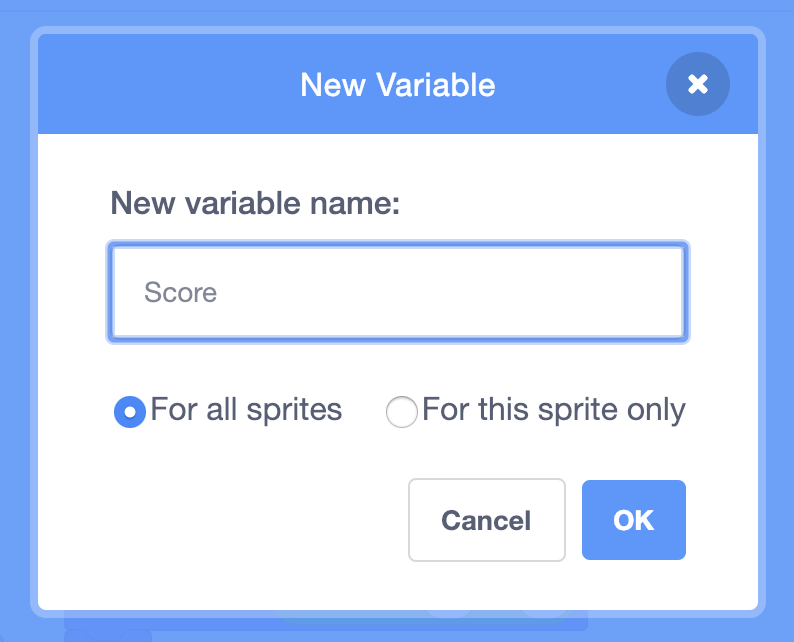 New Variable
New variable name:
Score
For all sprites For this sprite only
Cancel OK